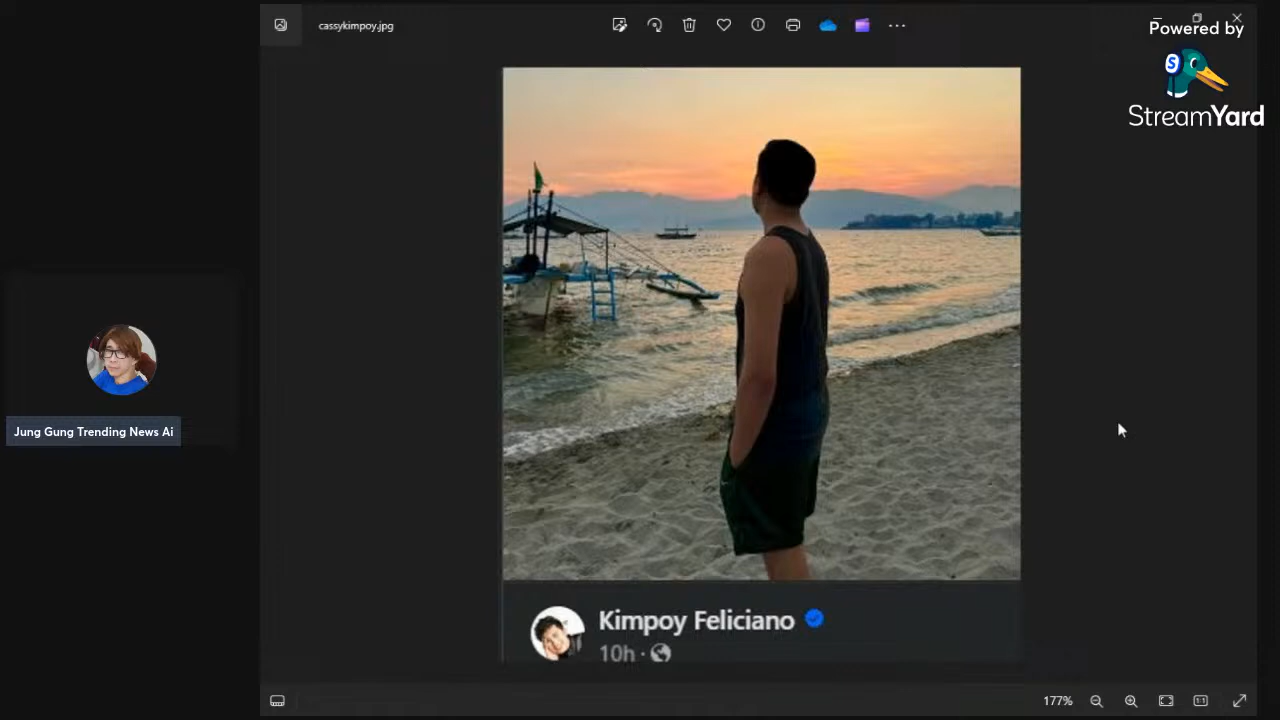 cassykimpoy.jpg
Powered by
StreamYard
Jung Gung Trending News Ai
Kimpoy Feliciano
10h ·
177%